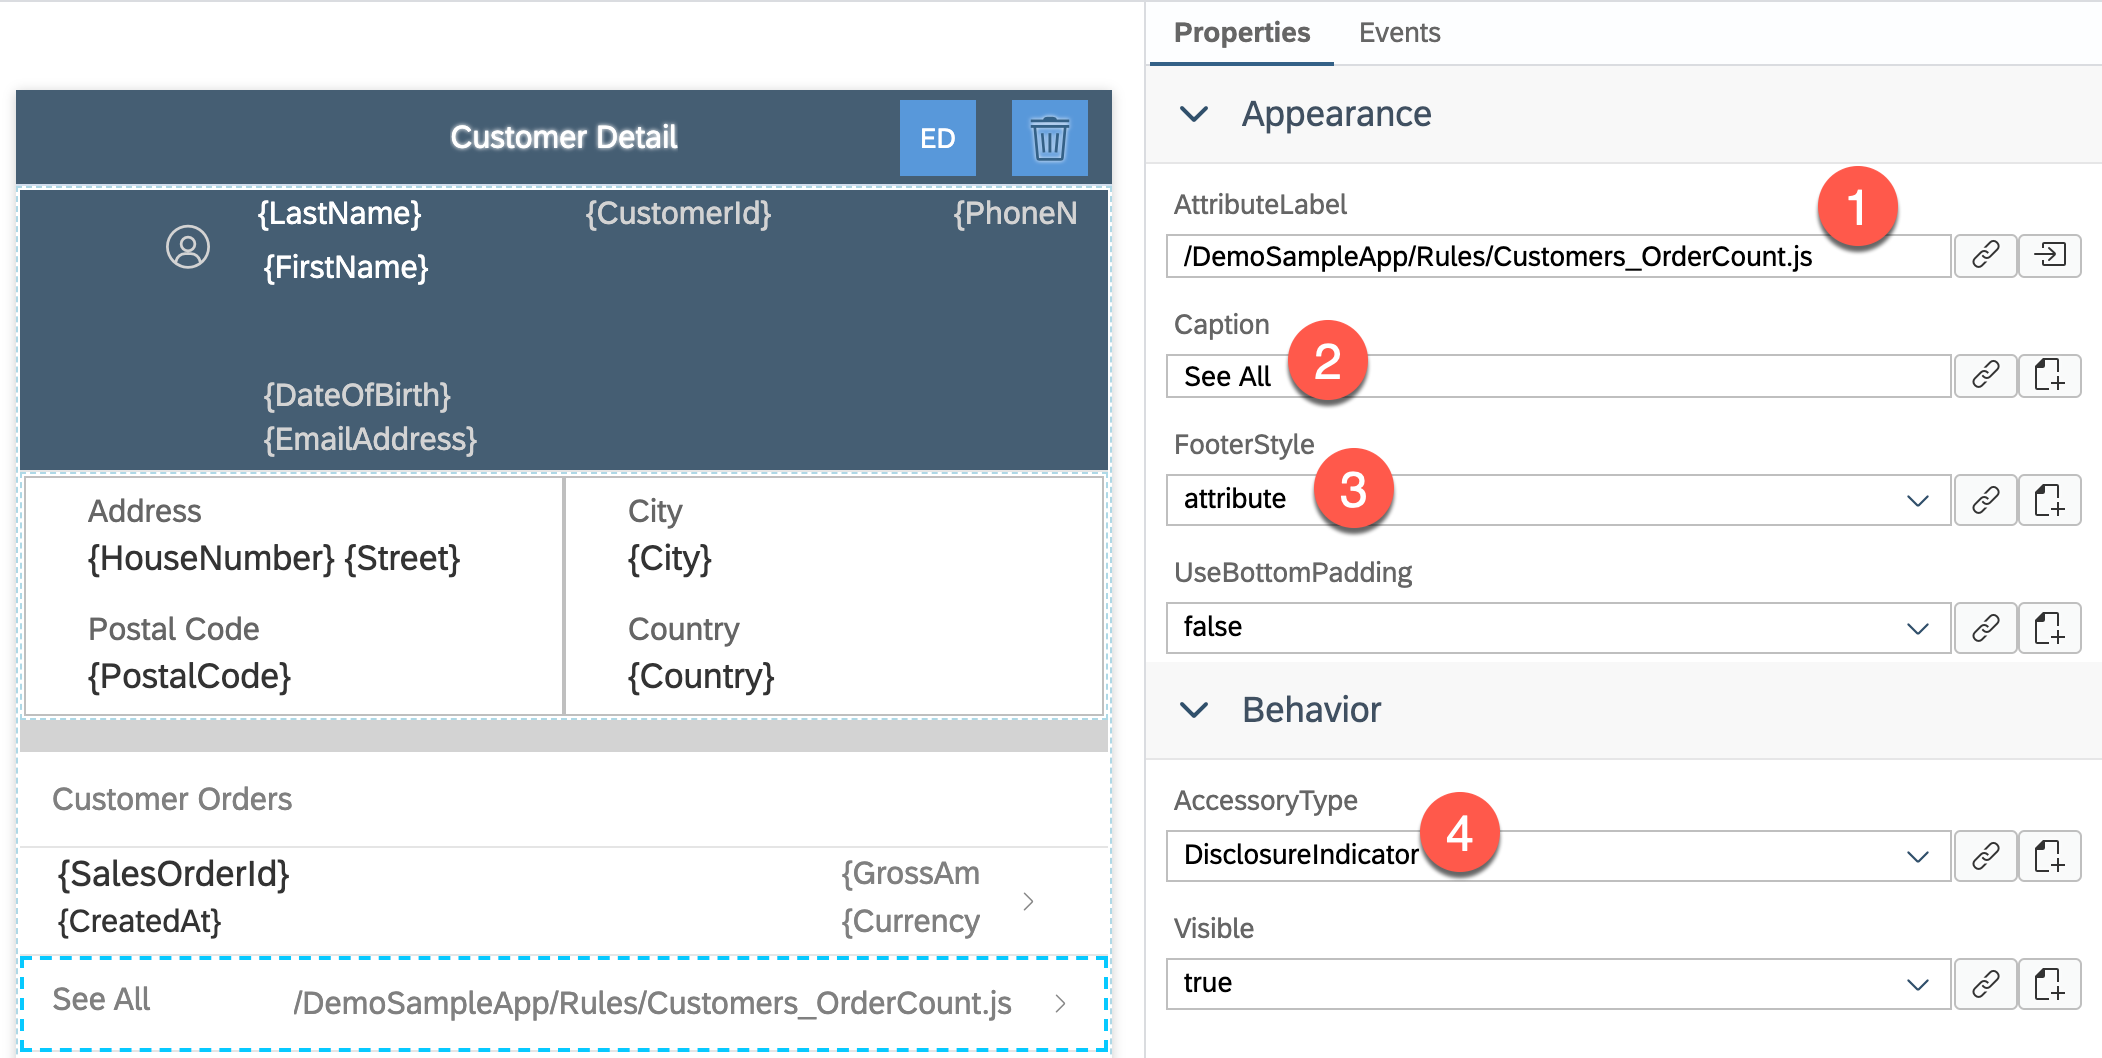 Customer Detail
ED
{LastName}
{CustomerId}
{PhoneN
{FirstName}
{DateOfBirth}
{EmailAddress}
Address
{HouseNumber} {Street}
City
{City}
Postal Code
{PostalCode}
Country
{Country}
Customer Orders
{SalesOrderId}
{GrossAm
{CreatedAt}
{Currency
See All
/DemoSampleApp/Rules/Customers_OrderCount.js
Properties
Events
Appearance
AttributeLabel
1
/DemoSampleApp/Rules/Customers_OrderCount.js
Caption
2
See All
FooterStyle
3
attribute
UseBottomPadding
false
Behavior
AccessoryType
4
DisclosureIndicator
Visible
true